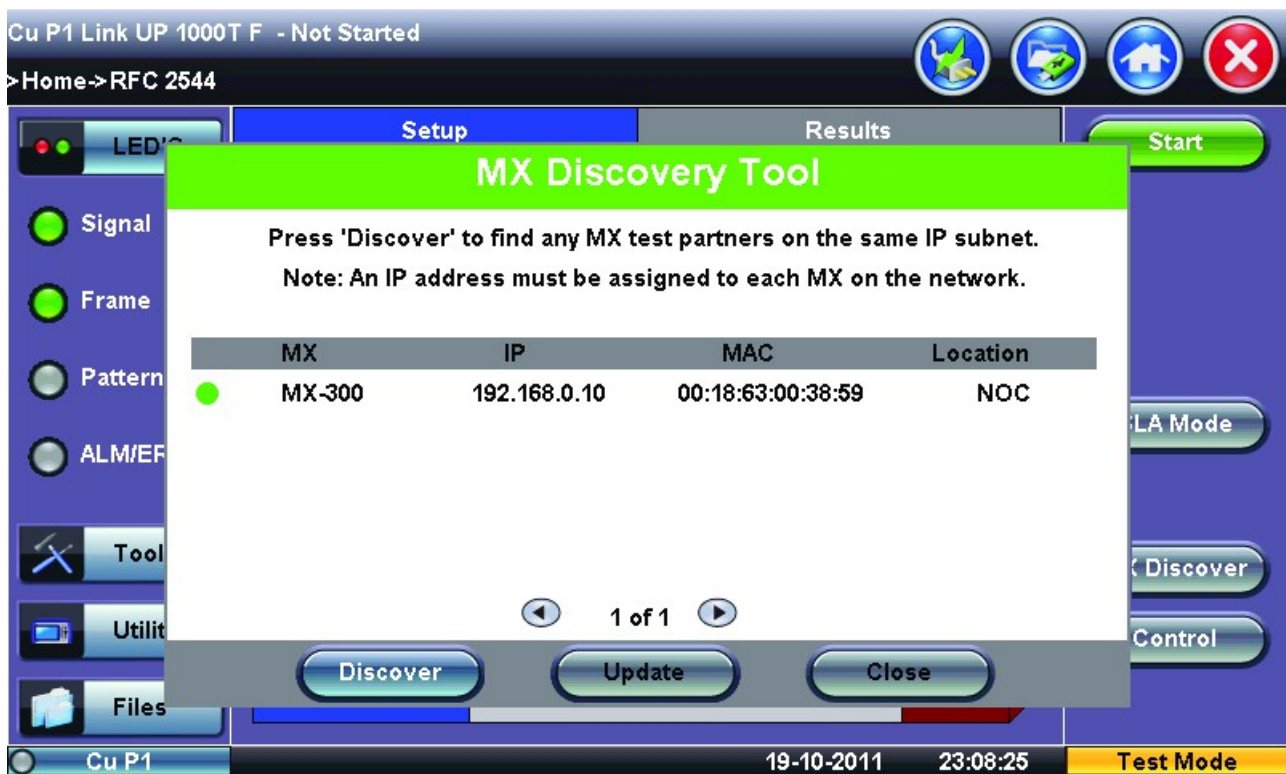 Cu P1 Link UP 1000T F - Not Started
>Home->RFC 2544
Setup
Results
Start
MX Discovery Tool
Signal
Press 'Discover' to find any MX test partners on the same IP subnet.
Note: An IP address must be assigned to each MX on the network.
Frame
MX IP MAC Location
MX-300 192.168.0.10 00:18:63:00:38:59 NOC
Pattern
LA Mode
ALM/ER
Tool
Discover
1 of 1
Utilit
Control
Discover Update Close
Files
Cu P1
19-10-2011 23:08:25
Test Mode